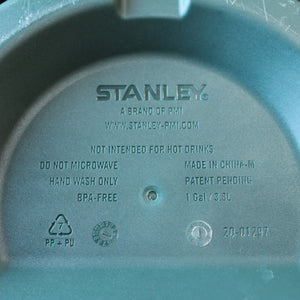 STANLEY®
A BRAND OF PMI
WWW.STANLEY-PMI.COM
NOT INTENDED FOR HOT DRINKS
DO NOT MICROWAVE MADE IN CHINA-M
HAND WASH ONLY PATENT PENDING
BPA-FREE 1 Gal / 3.8L
7
PP + PU
20-01297